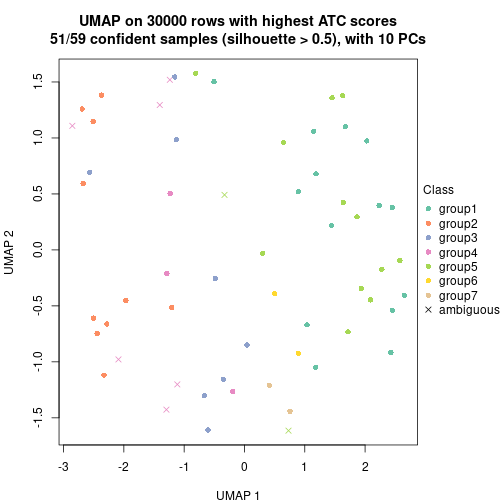 UMAP on 30000 rows with highest ATC scores
51/59 confident samples (silhouette > 0.5), with 10 PCs
1.5
1.0
0.5
0.0
-0.5
-1.0
-1.5
UMAP 2
-3 -2 -1 0 1 2
UMAP 1
Class
group1
group2
group3
group4
group5
group6
group7
ambiguous